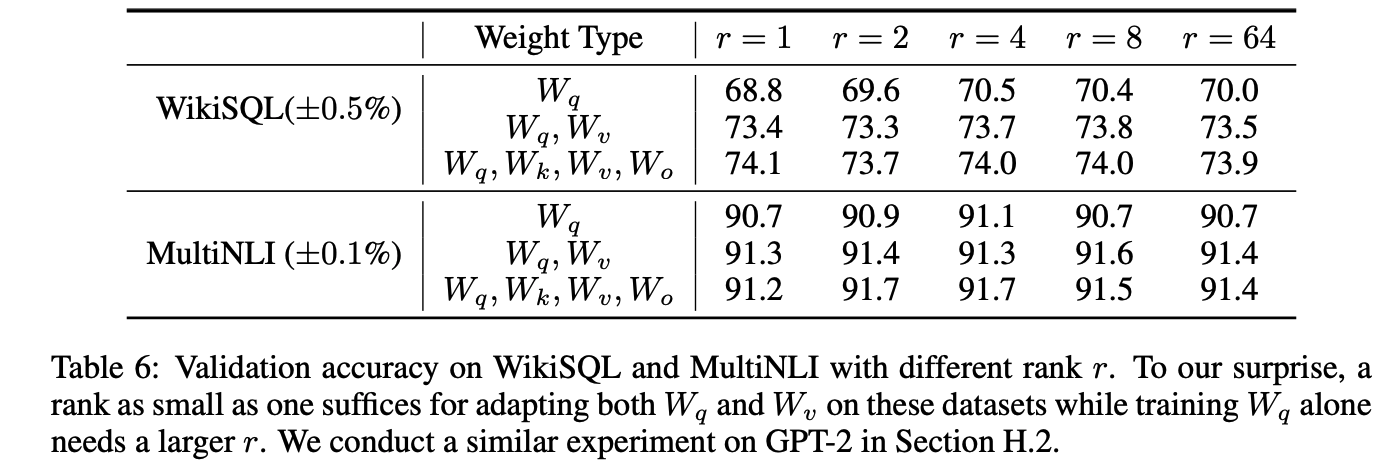 Weight Type r = 1 r = 2 r = 4 r = 8 r = 64
WikiSQL(±0.5%) W_q 68.8 69.6 70.5 70.4 70.0
W_q, W_v 73.4 73.3 73.7 73.8 73.5
W_q, W_k, W_v, W_o 74.1 73.7 74.0 74.0 73.9
W_q 90.7 90.9 91.1 90.7 90.7
MultiNLI (±0.1%) W_q, W_v 91.3 91.4 91.3 91.6 91.4
W_q, W_k, W_v, W_o 91.2 91.7 91.7 91.5 91.4
Table 6: Validation accuracy on WikiSQL and MultiNLI with different rank r. To our surprise, a
rank as small as one suffices for adapting both W_q and W_v on these datasets while training W_q alone
needs a larger r. We conduct a similar experiment on GPT-2 in Section H.2.